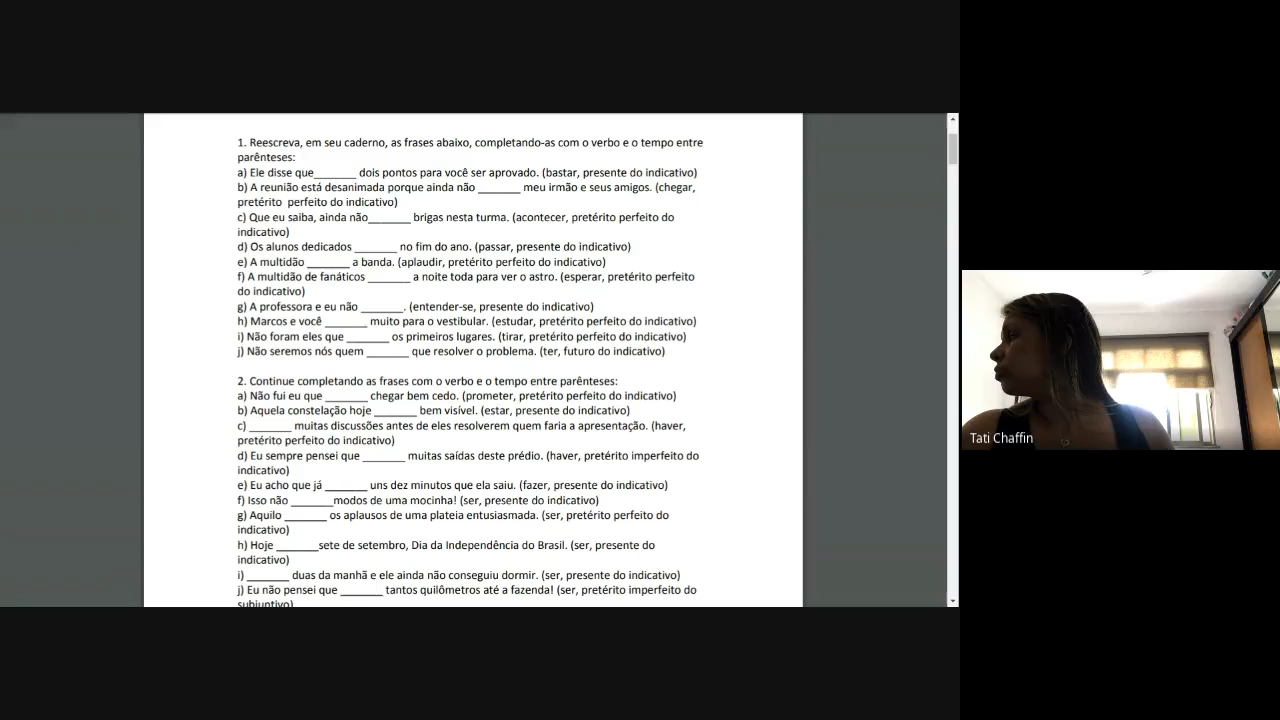 1. Reescreva, em seu caderno, as frases abaixo, completando-as com o verbo e o tempo entre
parênteses:
a) Ele disse que_______ dois pontos para você ser aprovado. (bastar, presente do indicativo)
b) A reunião está desanimada porque ainda não _______ meu irmão e seus amigos. (chegar,
pretérito perfeito do indicativo)
c) Que eu saiba, ainda não_______ brigas nesta turma. (acontecer, pretérito perfeito do
indicativo)
d) Os alunos dedicados _______ no fim do ano. (passar, presente do indicativo)
e) A multidão _______ a banda. (aplaudir, pretérito perfeito do indicativo)
f) A multidão de fanáticos _______ a noite toda para ver o astro. (esperar, pretérito perfeito
do indicativo)
g) A professora e eu não _______. (entender-se, presente do indicativo)
h) Marcos e você _______ muito para o vestibular. (estudar, pretérito perfeito do indicativo)
i) Não foram eles que _______ os primeiros lugares. (tirar, pretérito perfeito do indicativo)
j) Não seremos nós quem _______ que resolver o problema. (ter, futuro do indicativo)
2. Continue completando as frases com o verbo e o tempo entre parênteses:
a) Não fui eu que _______ chegar bem cedo. (prometer, pretérito perfeito do indicativo)
b) Aquela constelação hoje _______ bem visível. (estar, presente do indicativo)
c) _______ muitas discussões antes de eles resolverem quem faria a apresentação. (haver,
pretérito perfeito do indicativo)
d) Eu sempre pensei que _______ muitas saídas deste prédio. (haver, pretérito imperfeito do
indicativo)
e) Eu acho que já _______ uns dez minutos que ela saiu. (fazer, presente do indicativo)
f) Isso não _______modos de uma mocinha! (ser, presente do indicativo)
g) Aquilo _______ os aplausos de uma plateia entusiasmada. (ser, pretérito perfeito do
indicativo)
h) Hoje _______sete de setembro, Dia da Independência do Brasil. (ser, presente do
indicativo)
i) _______ duas da manhã e ele ainda não conseguiu dormir. (ser, presente do indicativo)
j) Eu não pensei que _______ tantos quilômetros até a fazenda! (ser, pretérito imperfeito do
subjuntivo)
Tati Chaffin